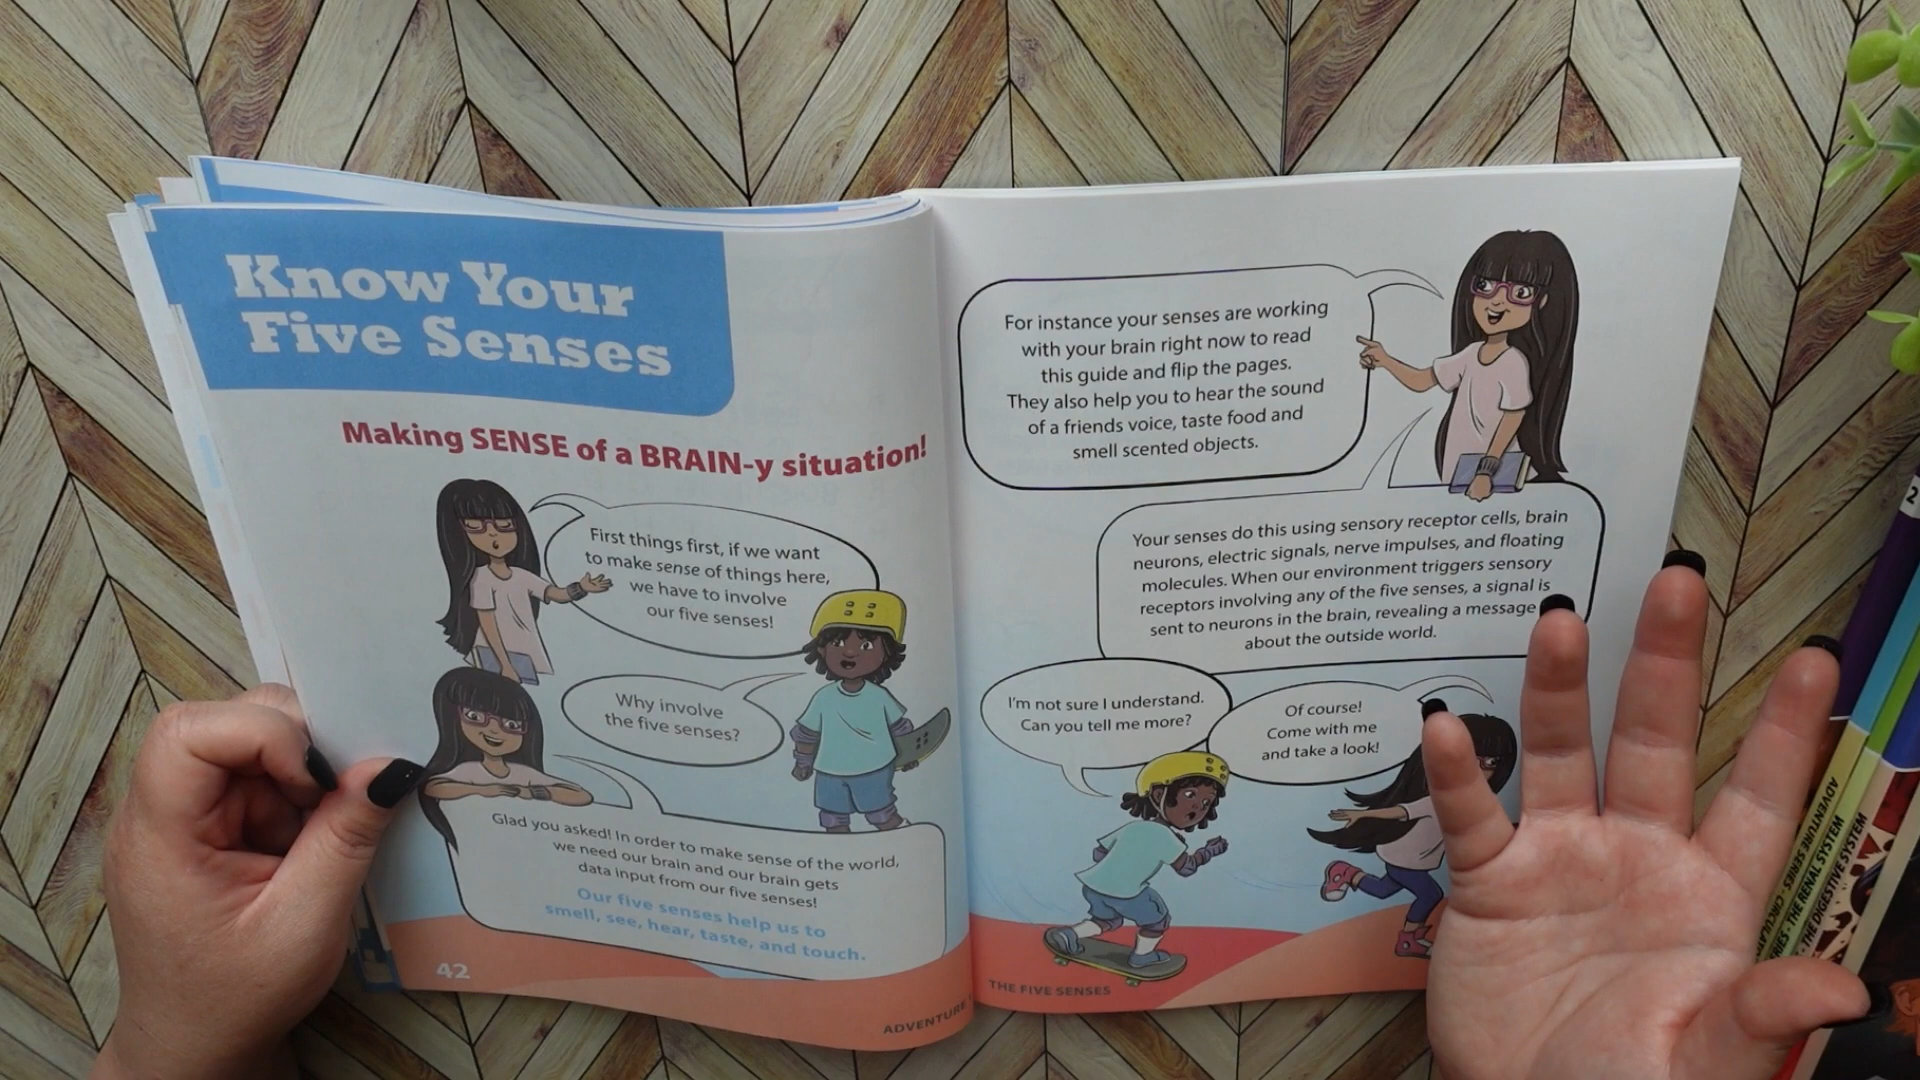 Know Your
Five Senses
Making SENSE of a BRAIN-y situation!
First things first, if we want
to make sense of things here,
we have to involve
our five senses!
Why involve
the five senses?
Glad you asked! In order to make sense of the world,
we need our brain and our brain gets
data input from our five senses!
Our five senses help us to
smell, see, hear, taste, and touch.
42
ADVENTURE
For instance your senses are working
with your brain right now to read
this guide and flip the pages.
They also help you to hear the sound
of a friends voice, taste food and
smell scented objects.
Your senses do this using sensory receptor cells, brain
neurons, electric signals, nerve impulses, and floating
molecules. When our environment triggers sensory
receptors involving any of the five senses, a signal is
sent to neurons in the brain, revealing a message
about the outside world.
I'm not sure I understand.
Can you tell me more?
Of course!
Come with me
and take a look!
THE FIVE SENSES
2
ADVENTURE SERIES
THE RENAL SYSTEM
THE DIGESTIVE SYSTEM